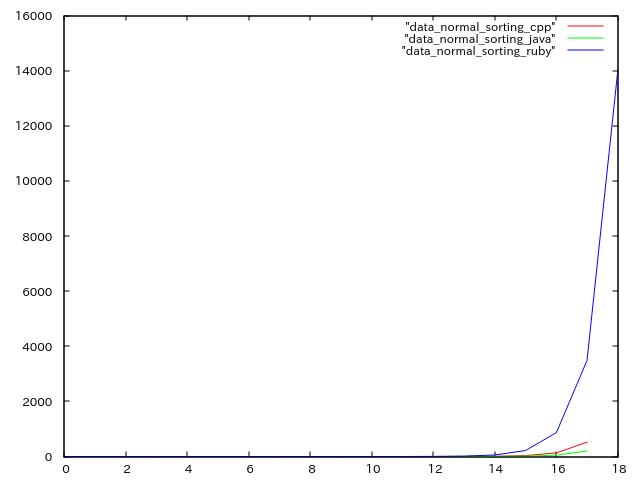 16000
14000
12000
10000
8000
6000
4000
2000
0
"data_normal_sorting_cpp"
"data_normal_sorting_java"
"data_normal_sorting_ruby"
0 2 4 6 8 10 12 14 16 18